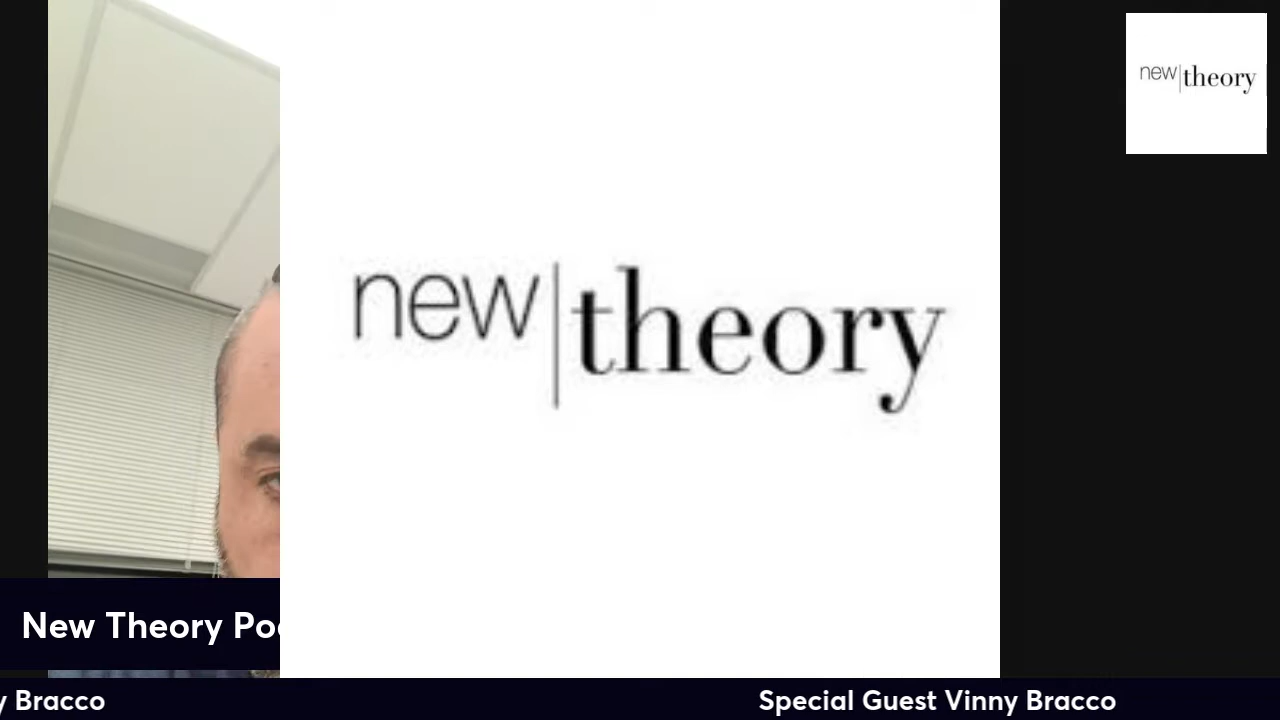 new|theory
new|theory
New Theory Po
y Bracco
Special Guest Vinny Bracco